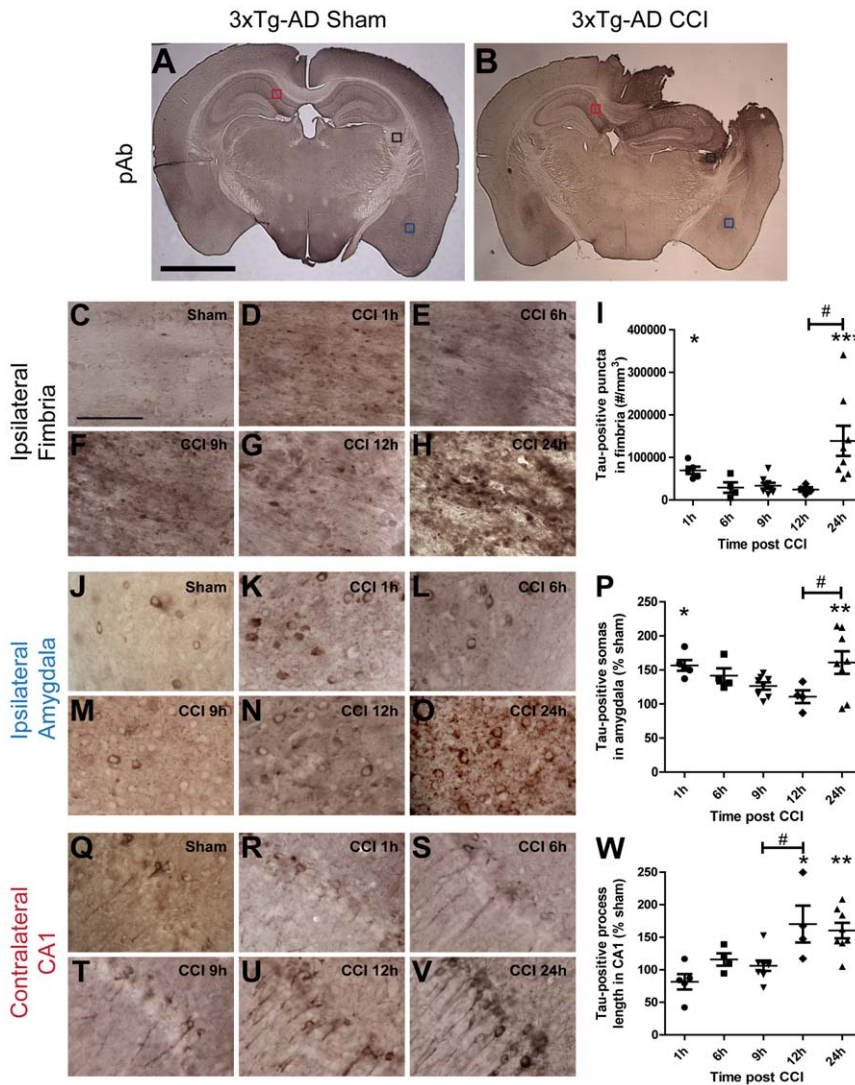 3xTg-AD Sham
3xTg-AD CCI
A
B
pAb
C
Sham
D
CCI 1h
E
CCI 6h
F
CCI 9h
G
CCI 12h
H
CCI 24h
Ipsilateral
Fimbria
I
Tau-positive puncta
in fimbria (#/mm³)
400000
300000
200000
100000
0
*
#
***
1h
6h
9h
12h
24h
Time post CCI
J
Sham
K
CCI 1h
L
CCI 6h
M
CCI 9h
N
CCI 12h
O
CCI 24h
Ipsilateral
Amygdala
P
Tau-positive somas
in amygdala (% sham)
250
200
150
100
50
0
*
#
**
1h
6h
9h
12h
24h
Time post CCI
Q
Sham
R
CCI 1h
S
CCI 6h
T
CCI 9h
U
CCI 12h
V
CCI 24h
Contralateral
CA1
W
Tau-positive process
length in CA1 (% sham)
250
200
150
100
50
0
#
*
**
1h
6h
9h
12h
24h
Time post CCI